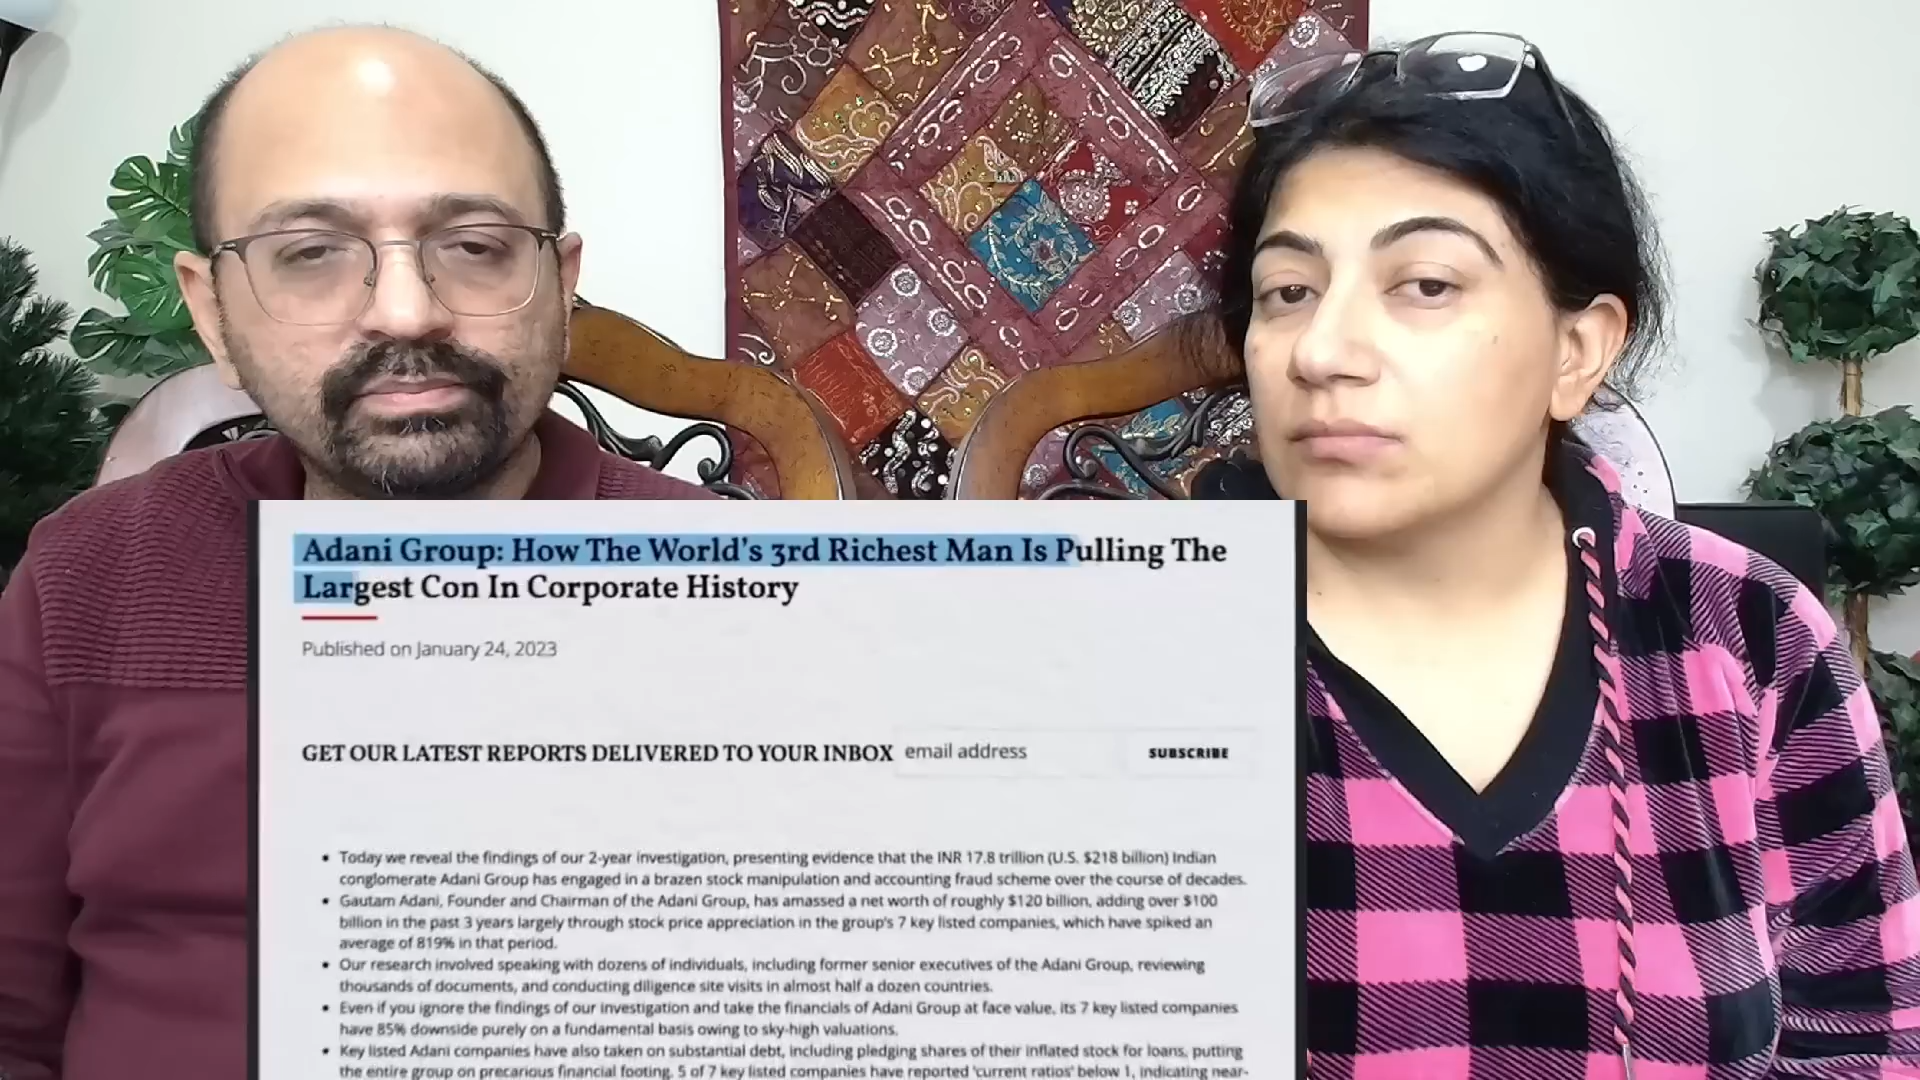 Adani Group: How The World's 3rd Richest Man Is Pulling The
Largest Con In Corporate History
Published on January 24, 2023
GET OUR LATEST REPORTS DELIVERED TO YOUR INBOX email address SUBSCRIBE
• Today we reveal the findings of our 2-year investigation, presenting evidence that the INR 17.8 trillion (U.S. $218 billion) Indian
conglomerate Adani Group has engaged in a brazen stock manipulation and accounting fraud scheme over the course of decades.
• Gautam Adani, Founder and Chairman of the Adani Group, has amassed a net worth of roughly $120 billion, adding over $100
billion in the past 3 years largely through stock price appreciation in the group's 7 key listed companies, which have spiked an
average of 819% in that period.
• Our research involved speaking with dozens of individuals, including former senior executives of the Adani Group, reviewing
thousands of documents, and conducting diligence site visits in almost half a dozen countries.
• Even if you ignore the findings of our investigation and take the financials of Adani Group at face value, its 7 key listed companies
have 85% downside purely on a fundamental basis owing to sky-high valuations.
• Key listed Adani companies have also taken on substantial debt, including pledging shares of their inflated stock for loans, putting
the entire group on precarious financial footing. 5 of 7 key listed companies have reported 'current ratios' below 1, indicating near-